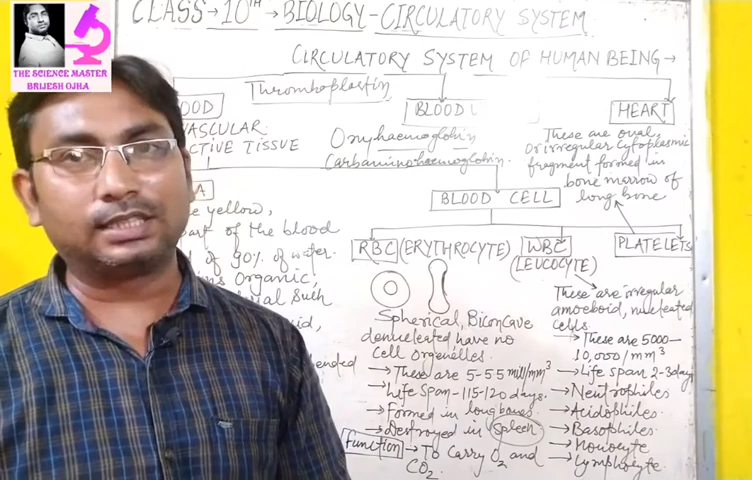 CLASS → 10TH → BIOLOGY - CIRCULATORY SYSTEM
THE SCIENCE MASTER
BRIJESH OJHA
CIRCULATORY SYSTEM OF HUMAN BEING →
Thromboplastin
OOD
BLOOD
HEART
VASCULAR
CTIVE TISSUE
Oxyhaemoglobin
Carbaminohaemoglobin
These are oval,
or irregular cytoplasmic
fragment formed in
bone marrow of
long bone
A
yellow,
art of the blood
of 90% of water.
Organic,
such
BLOOD CELL
RBC (ERYTHROCYTE)
WBC
(LEUCOCYTE)
PLATELETS
Spherical, Biconcave
denucleated have no
Cell organelles.
→ These are 5-5.5 mill/mm³
→ Life span - 115-120 days.
→ Formed in long bones
→ Destroyed in spleen
Function → To carry O2 and
CO2.
These are irregular
amoeboid, nucleated
cells.
→ These are 5000-
10,000/mm³
→ Life span 2-3 days
→ Neutrophiles
→ Acidophiles.
→ Basophiles.
→ Monocyte
→ Lymphocyte.